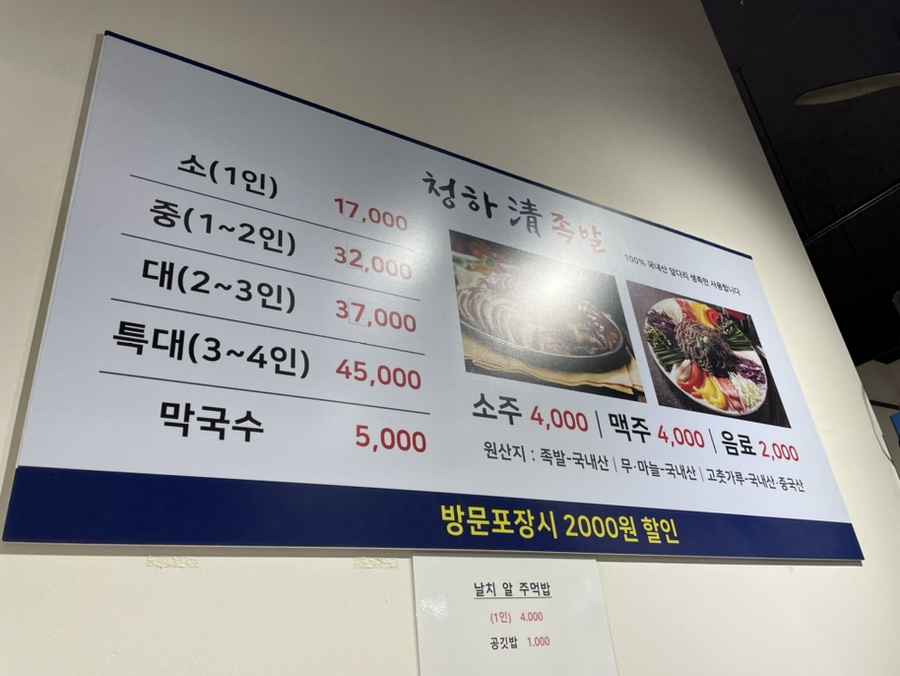 청하 清 족발
100% 국내산 앞다리 생족만 사용합니다
소(1인) 17,000
중(1~2인) 32,000
대(2~3인) 37,000
특대(3~4인) 45,000
막국수 5,000
소주 4,000 | 맥주 4,000 | 음료 2,000
원산지 : 족발-국내산 | 무·마늘-국내산 | 고춧가루-국내산·중국산
방문포장시 2000원 할인
날치 알 주먹밥
(1인) 4.000
공깃밥 1.000